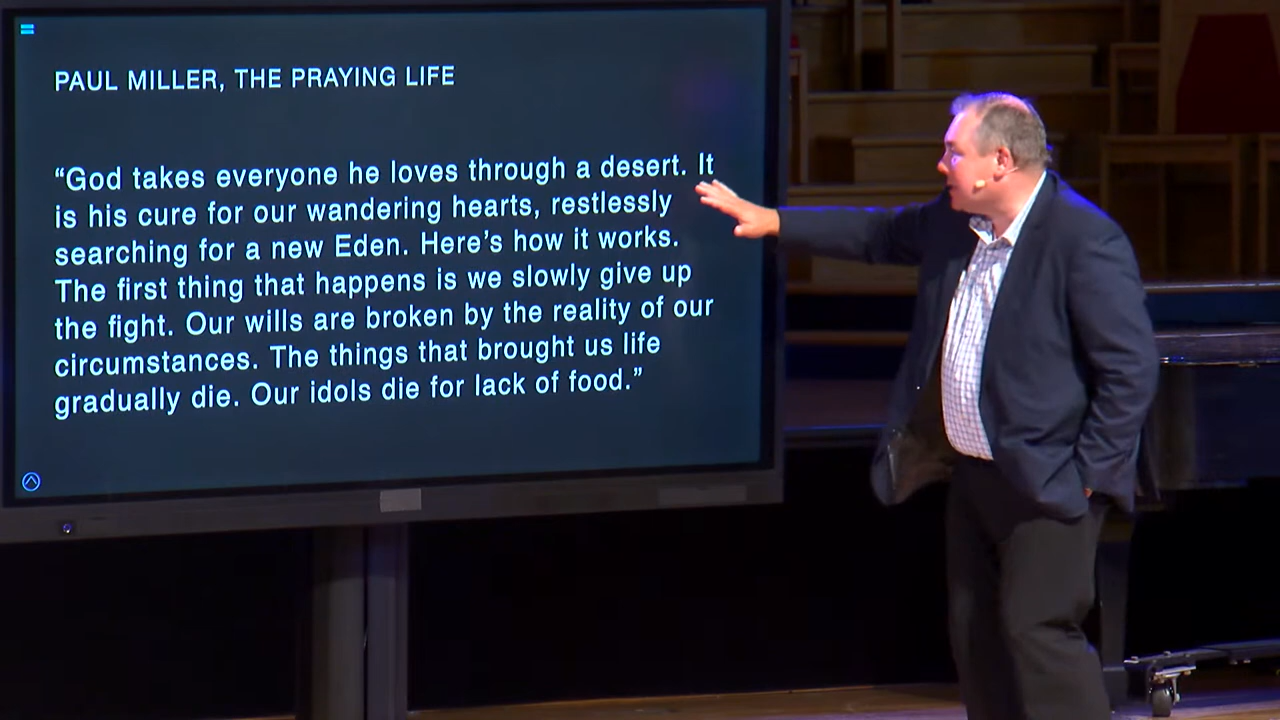 PAUL MILLER, THE PRAYING LIFE
“God takes everyone he loves through a desert. It
is his cure for our wandering hearts, restlessly
searching for a new Eden. Here’s how it works.
The first thing that happens is we slowly give up
the fight. Our wills are broken by the reality of our
circumstances. The things that brought us life
gradually die. Our idols die for lack of food.”